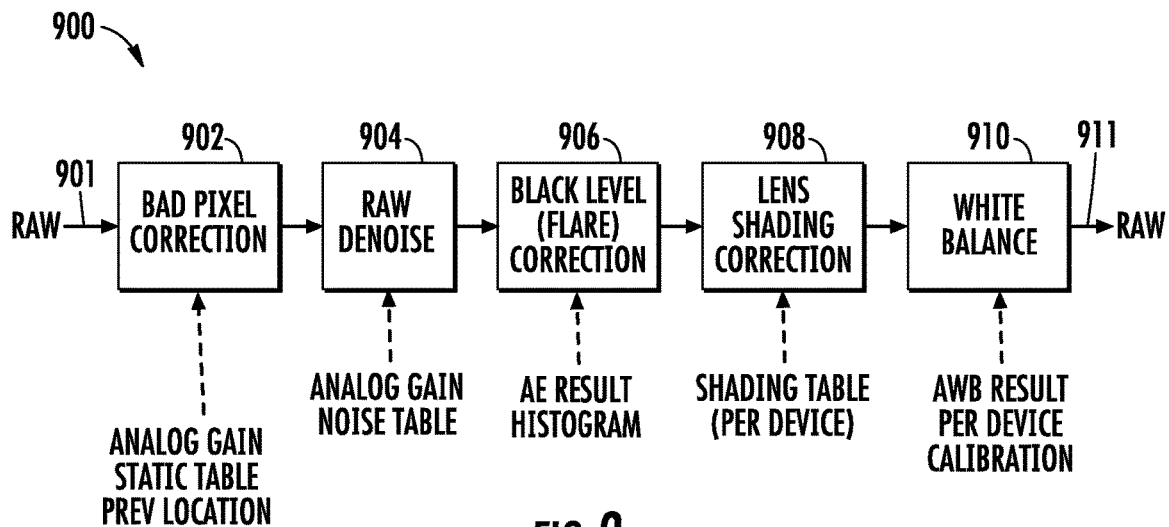 900
902
904
906
908
910
911
901
RAW
BAD PIXEL
CORRECTION
RAW
DENOISE
BLACK LEVEL
(FLARE)
CORRECTION
LENS
SHADING
CORRECTION
WHITE
BALANCE
RAW
ANALOG GAIN
STATIC TABLE
PREV LOCATION
ANALOG GAIN
NOISE TABLE
AE RESULT
HISTOGRAM
SHADING TABLE
(PER DEVICE)
AWB RESULT
PER DEVICE
CALIBRATION
FIG. 9